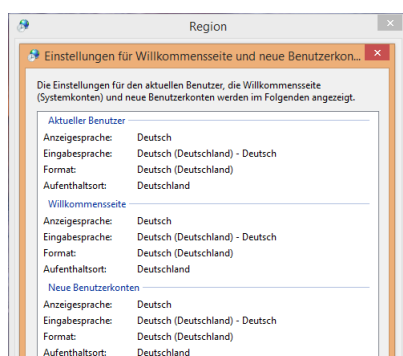 Region
Einstellungen für Willkommensseite und neue Benutzerkon...
Die Einstellungen für den aktuellen Benutzer, die Willkommensseite
(Systemkonten) und neue Benutzerkonten werden im Folgenden angezeigt.
Aktueller Benutzer
Anzeigesprache: Deutsch
Eingabesprache: Deutsch (Deutschland) - Deutsch
Format: Deutsch (Deutschland)
Aufenthaltsort: Deutschland
Willkommensseite
Anzeigesprache: Deutsch
Eingabesprache: Deutsch (Deutschland) - Deutsch
Format: Deutsch (Deutschland)
Aufenthaltsort: Deutschland
Neue Benutzerkonten
Anzeigesprache: Deutsch
Eingabesprache: Deutsch (Deutschland) - Deutsch
Format: Deutsch (Deutschland)
Aufenthaltsort: Deutschland